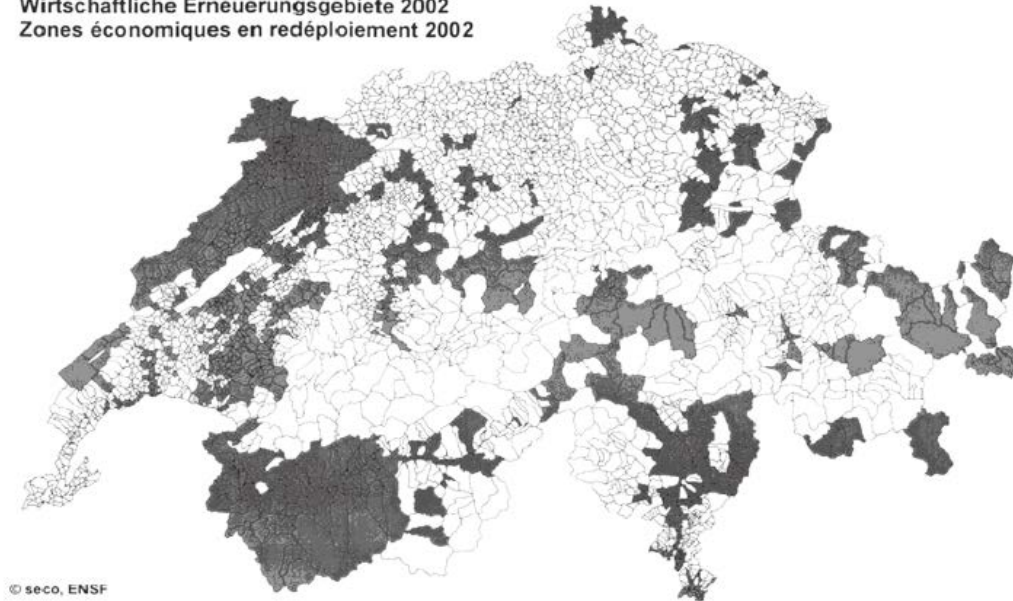 Wirtschaftliche Erneuerungsgebiete 2002
Zones économiques en redéploiement 2002
© seco, ENSF